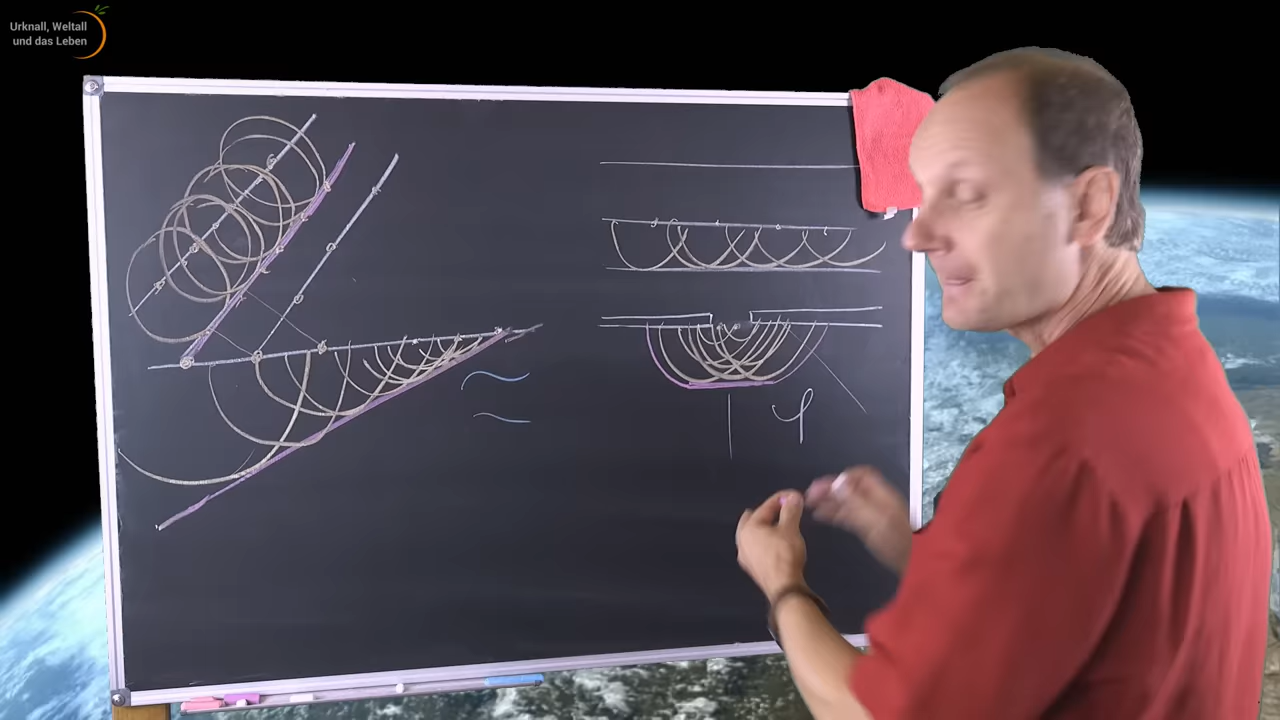 Urknall, Weltall
und das Leben
φ